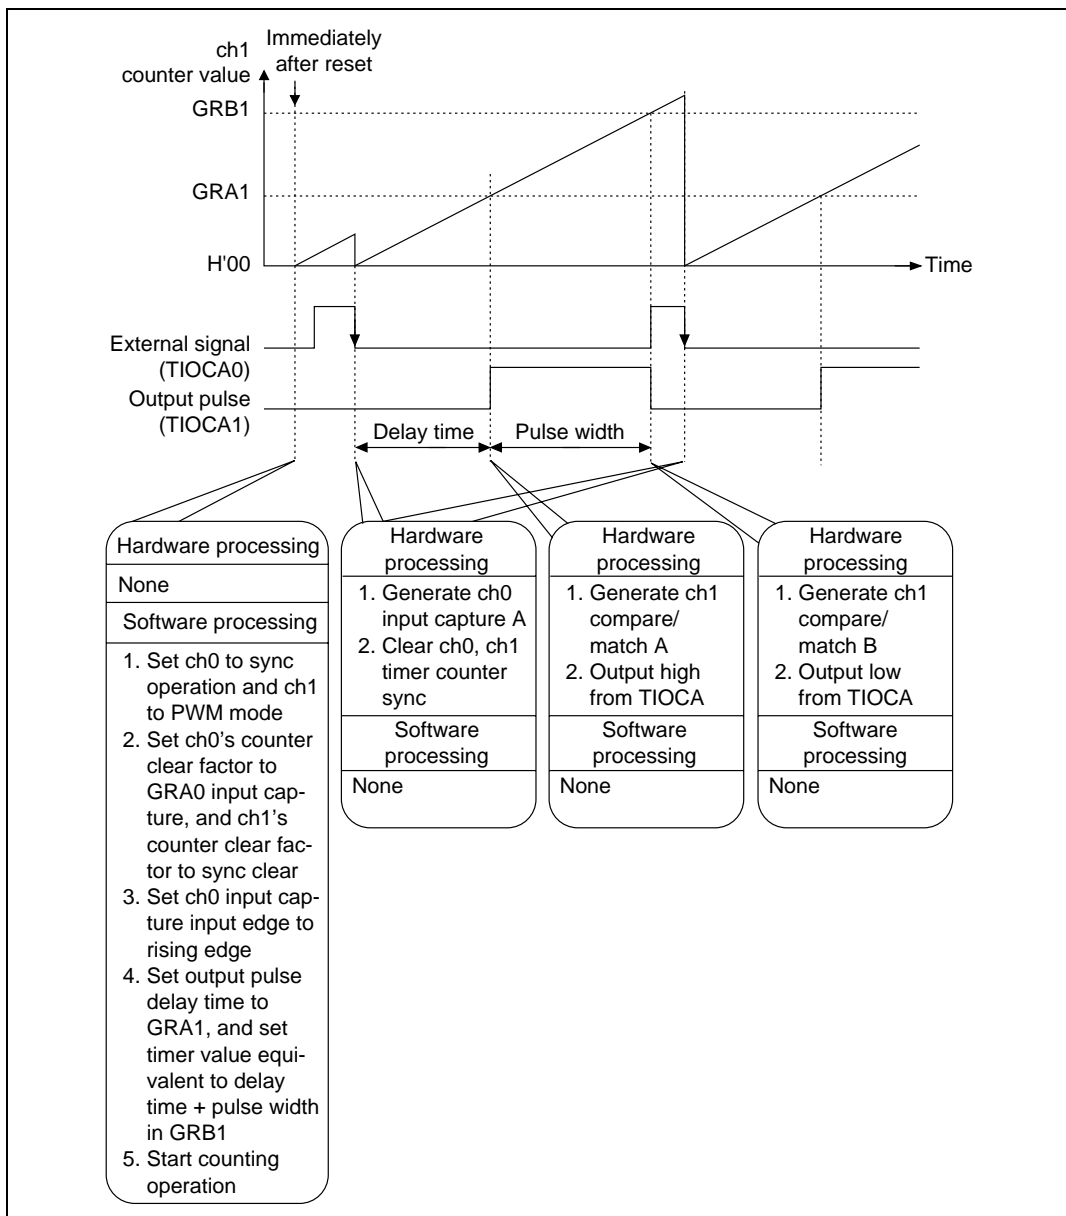 ch1
counter value
Immediately
after reset
GRB1
GRA1
H'00
Time
External signal
(TIOCA0)
Output pulse
(TIOCA1)
Delay time
Pulse width
Hardware processing
None
Software processing
1. Set ch0 to sync
operation and ch1
to PWM mode
2. Set ch0's counter
clear factor to
GRA0 input cap-
ture, and ch1's
counter clear fac-
tor to sync clear
3. Set ch0 input cap-
ture input edge to
rising edge
4. Set output pulse
delay time to
GRA1, and set
timer value equi-
valent to delay
time + pulse width
in GRB1
5. Start counting
operation
Hardware
processing
1. Generate ch0
input capture A
2. Clear ch0, ch1
timer counter
sync
Software
processing
None
Hardware
processing
1. Generate ch1
compare/
match A
2. Output high
from TIOCA
Software
processing
None
Hardware
processing
1. Generate ch1
compare/
match B
2. Output low
from TIOCA
Software
processing
None